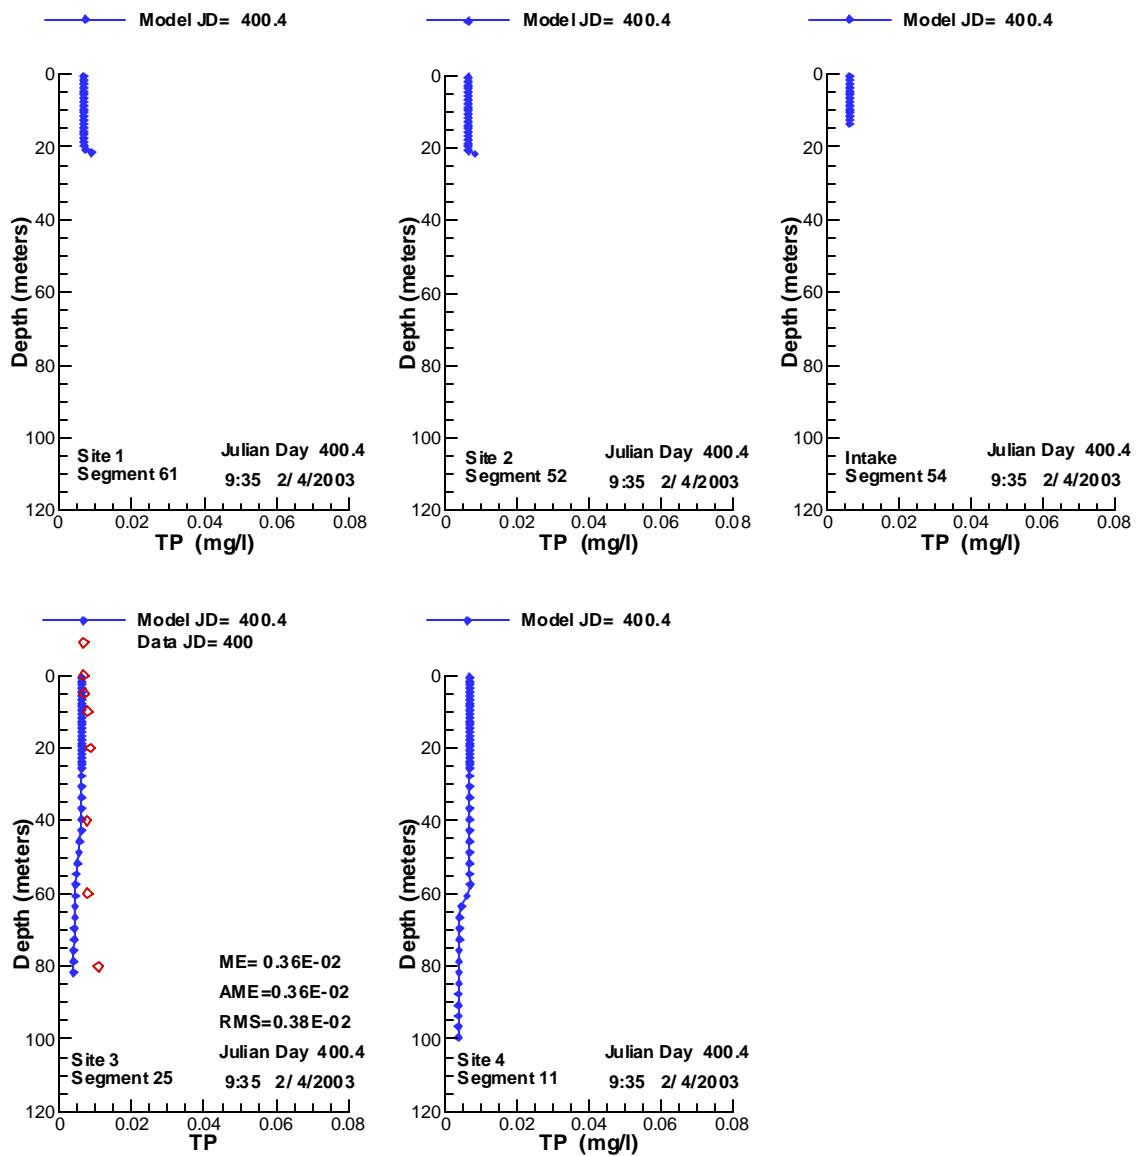 Model JD= 400.4
0
20
40
60
80
100
120
Depth (meters)
Site 1
Segment 61
Julian Day 400.4
9:35 2/ 4/2003
0 0.02 0.04 0.06 0.08
TP (mg/l)
Model JD= 400.4
0
20
40
60
80
100
120
Depth (meters)
Site 2
Segment 52
Julian Day 400.4
9:35 2/ 4/2003
0 0.02 0.04 0.06 0.08
TP (mg/l)
Model JD= 400.4
0
20
40
60
80
100
120
Depth (meters)
Intake
Segment 54
Julian Day 400.4
9:35 2/ 4/2003
0 0.02 0.04 0.06 0.08
TP (mg/l)
Model JD= 400.4
Data JD= 400
0
20
40
60
80
100
120
Depth (meters)
ME= 0.36E-02
AME=0.36E-02
RMS=0.38E-02
Site 3
Segment 25
Julian Day 400.4
9:35 2/ 4/2003
0 0.02 0.04 0.06 0.08
TP
Model JD= 400.4
0
20
40
60
80
100
120
Depth (meters)
Site 4
Segment 11
Julian Day 400.4
9:35 2/ 4/2003
0 0.02 0.04 0.06 0.08
TP (mg/l)